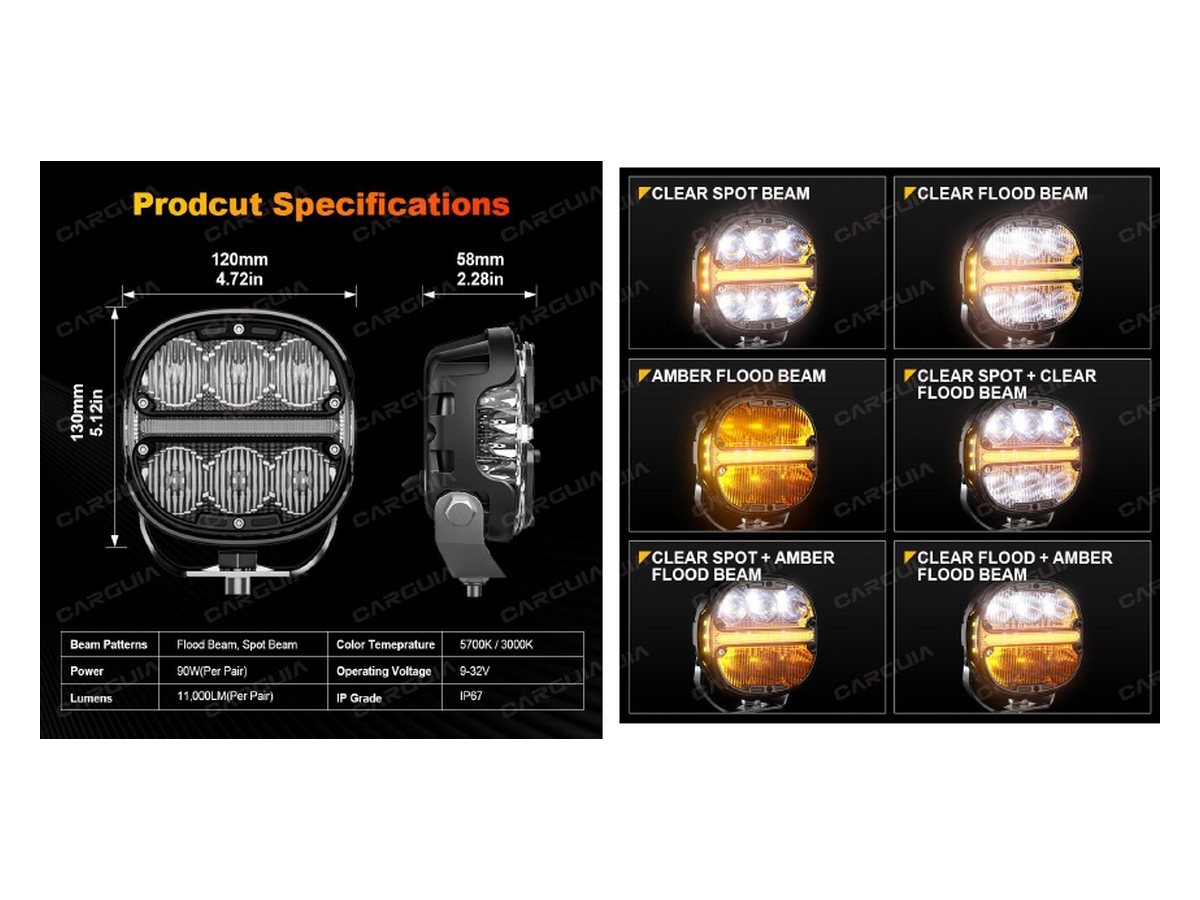 Prodcut Specifications
120mm
4.72in
58mm
2.28in
130mm
5.12in
Beam Patterns Flood Beam, Spot Beam Color Temeprature 5700K / 3000K
Power 90W(Per Pair) Operating Voltage 9-32V
Lumens 11,000LM(Per Pair) IP Grade IP67
CLEAR SPOT BEAM
CLEAR FLOOD BEAM
AMBER FLOOD BEAM
CLEAR SPOT + CLEAR
FLOOD BEAM
CLEAR SPOT + AMBER
FLOOD BEAM
CLEAR FLOOD + AMBER
FLOOD BEAM
CARGUIA